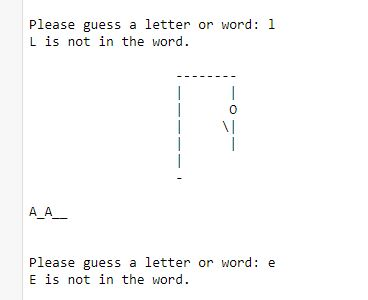 Please guess a letter or word: l
L is not in the word.
--------
|      |
|      O
|     \|
|      |
|
-
A_A__
Please guess a letter or word: e
E is not in the word.